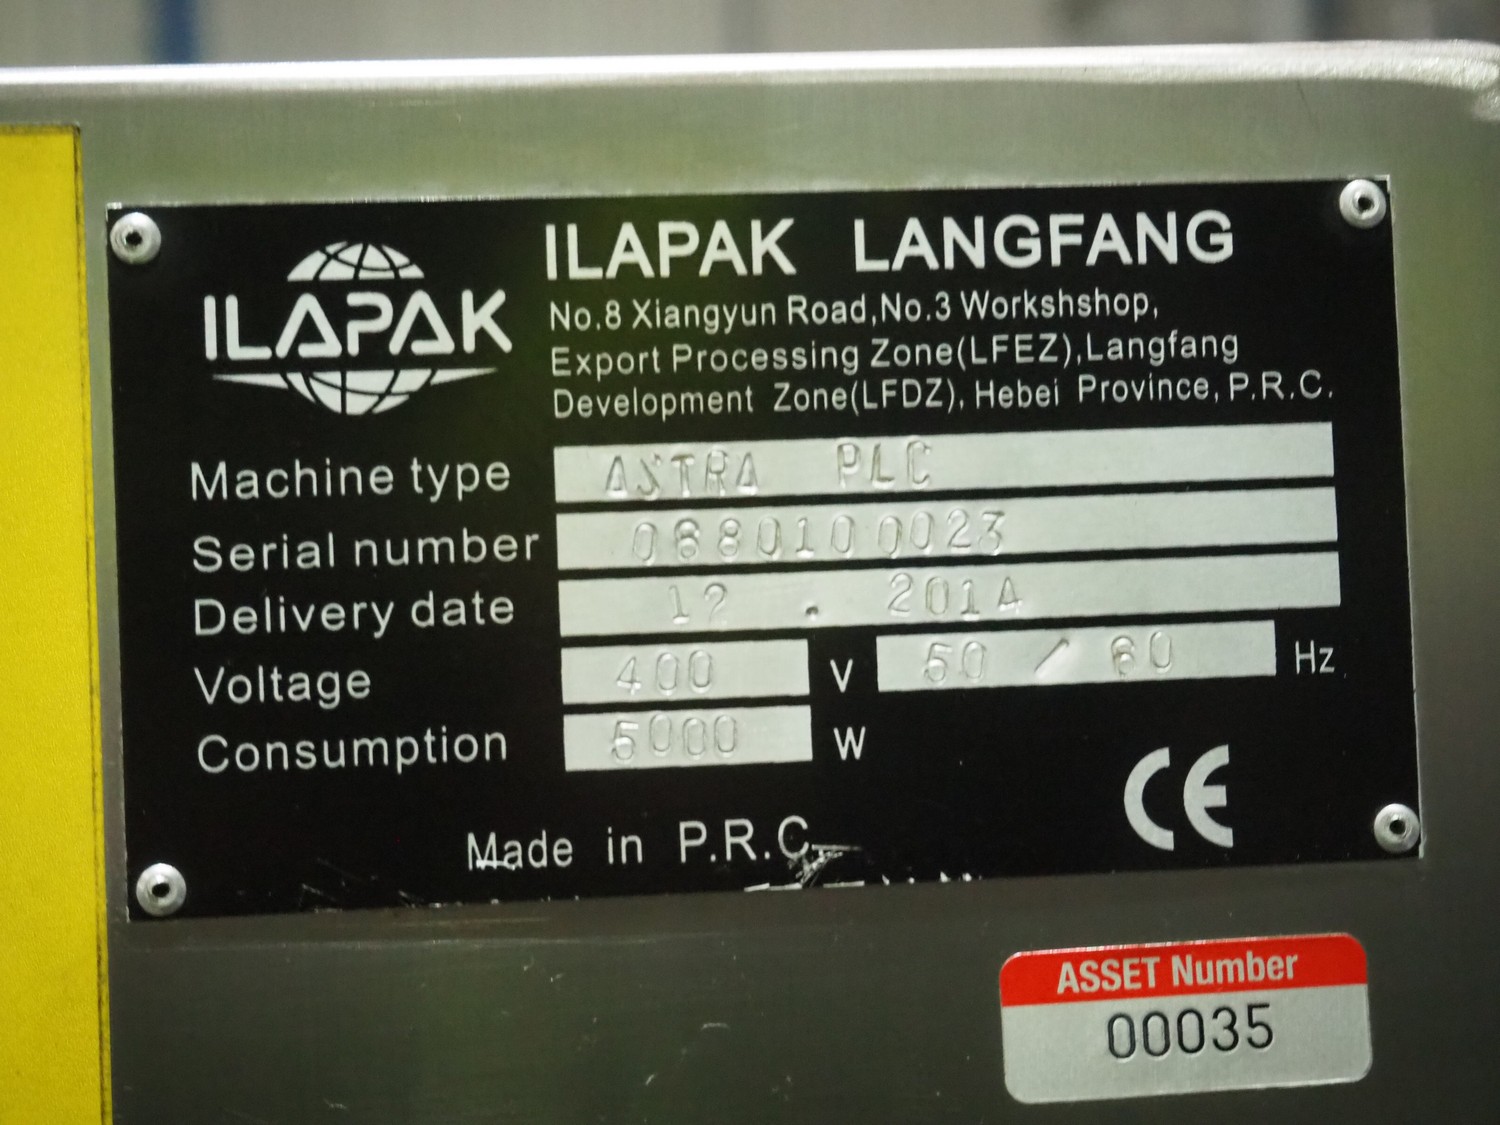 ILAPAK
ILAPAK LANGFANG
No.8 Xiangyun Road,No.3 Workshshop,
Export Processing Zone(LFEZ),Langfang
Development Zone(LFDZ), Hebei Province, P.R.C.
Machine type ASTRA PLC
Serial number 0680100023
Delivery date 12 . 2014
Voltage 400 V 50 / 60 Hz
Consumption 5000 W
CE
Made in P.R.C.
ASSET Number
00035